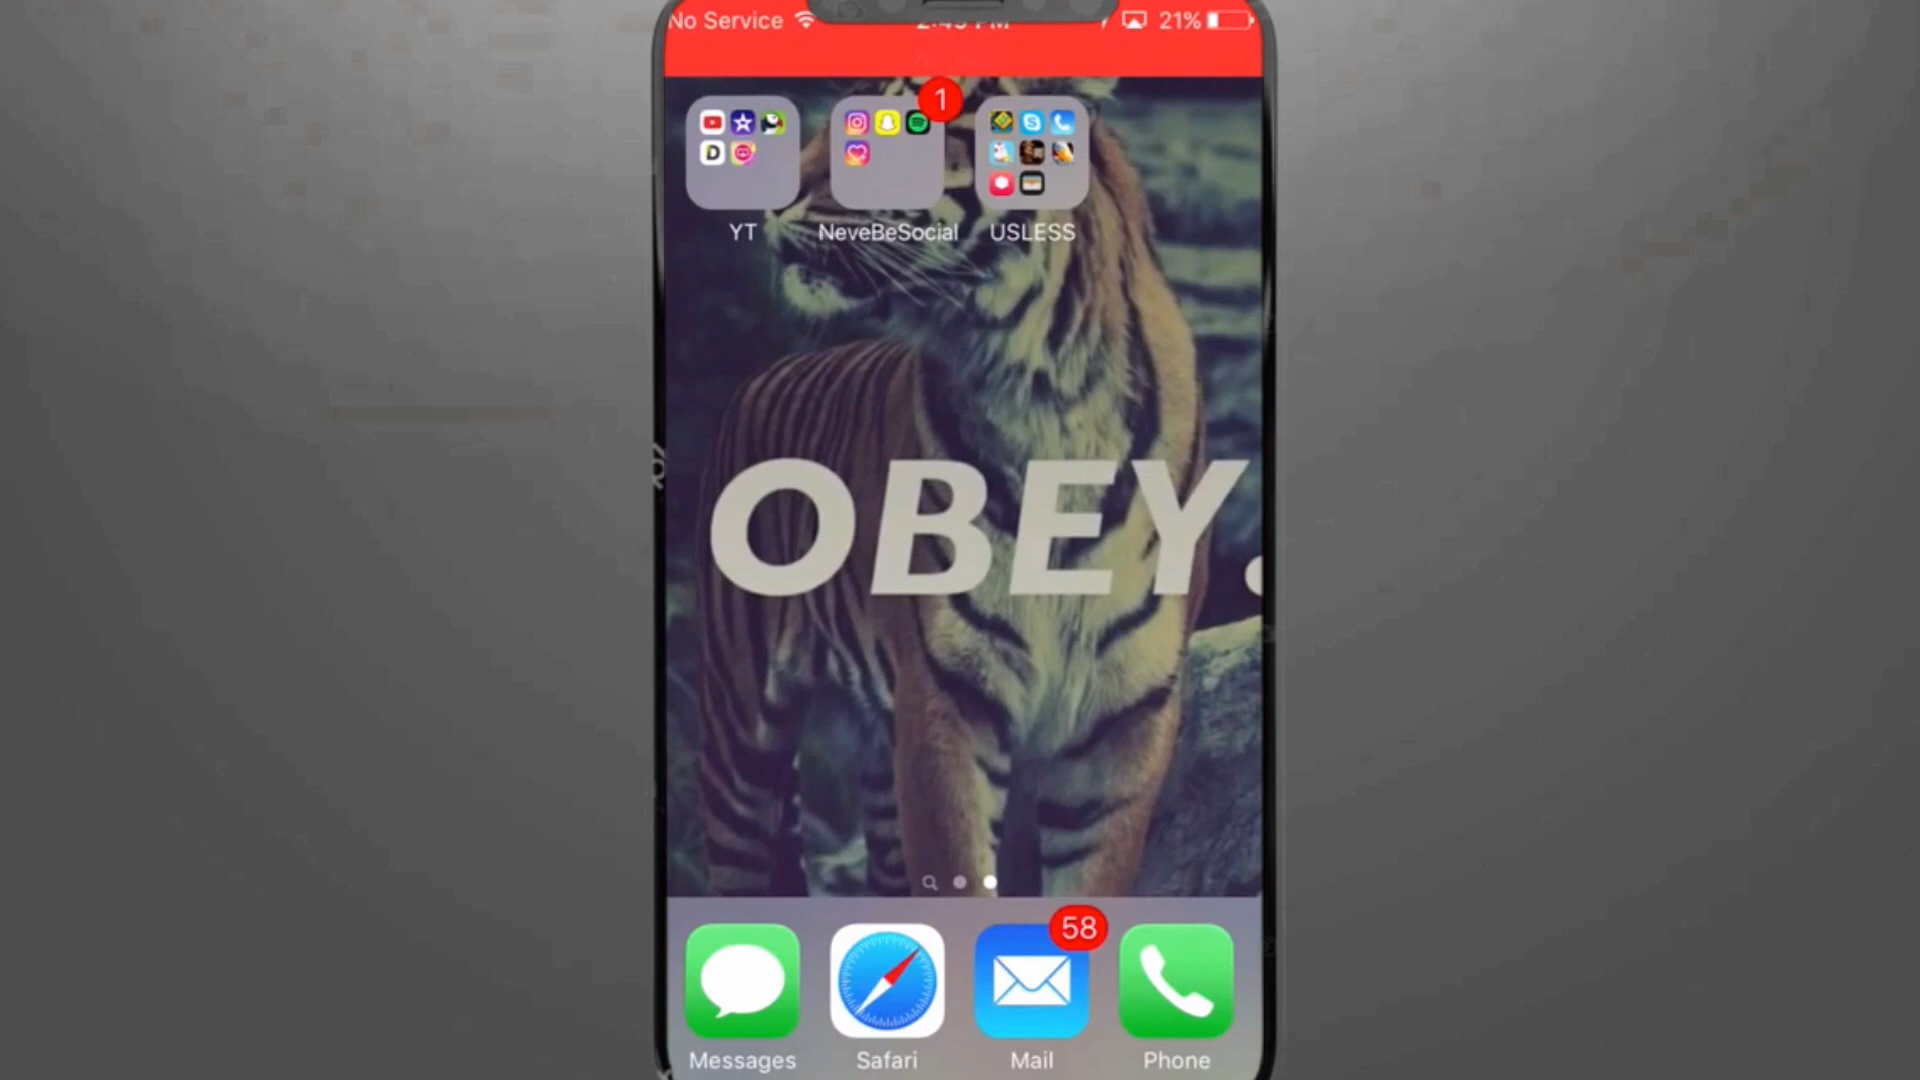 No Service 21%
1
YT NeveBeSocial USLESS
OBEY.
58
Messages Safari Mail Phone